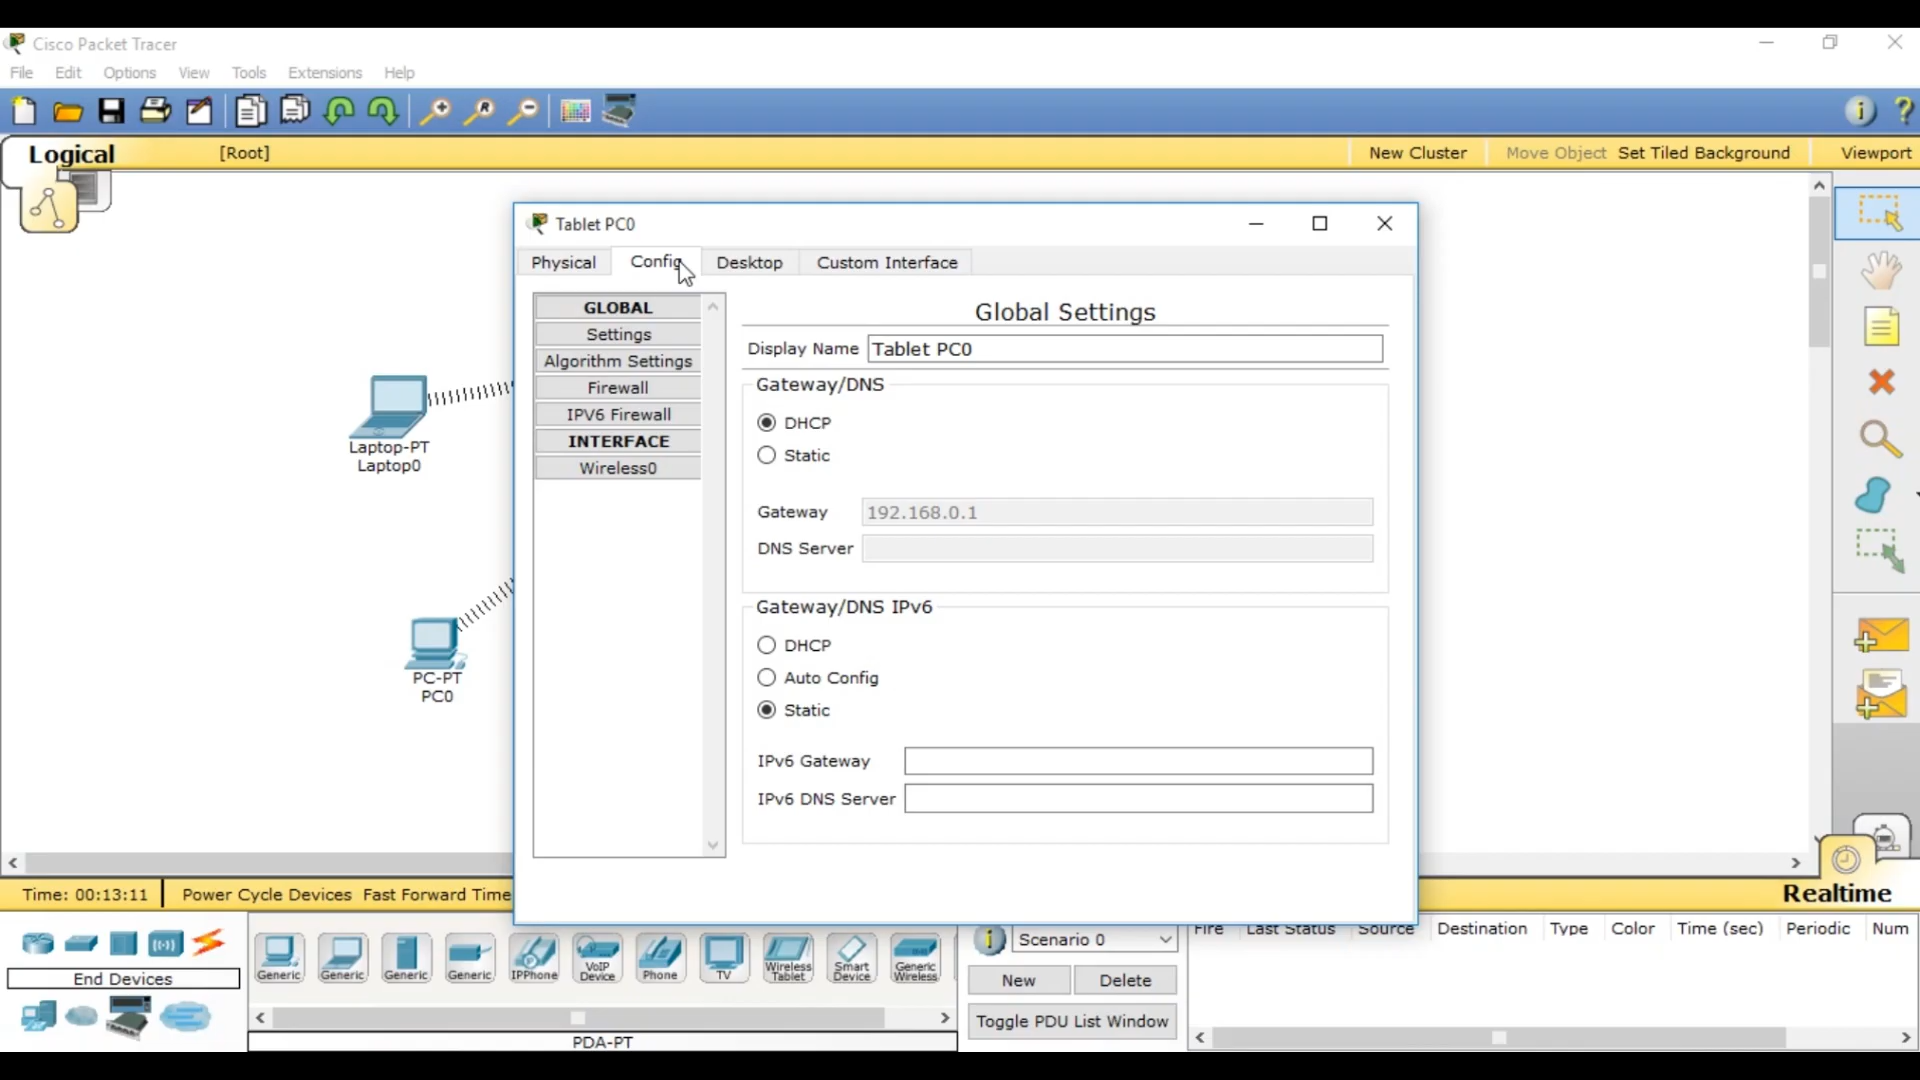 Cisco Packet Tracer
File Edit Options View Tools Extensions Help
Logical [Root] New Cluster Move Object Set Tiled Background Viewport
Tablet PC0
Physical Config Desktop Custom Interface
GLOBAL
Settings
Algorithm Settings
Firewall
IPV6 Firewall
INTERFACE
Wireless0
Global Settings
Display Name Tablet PC0
Gateway/DNS
DHCP
Static
Gateway 192.168.0.1
DNS Server
Gateway/DNS IPv6
DHCP
Auto Config
Static
IPv6 Gateway
IPv6 DNS Server
Laptop-PT
Laptop0
PC-PT
PC0
Time: 00:13:11 Power Cycle Devices Fast Forward Time
Realtime
End Devices
Generic Generic Generic Generic IPPhone VoIP Device Phone TV Wireless Tablet Smart Device Generic Wireless
PDA-PT
Scenario 0
New Delete
Toggle PDU List Window
Fire Last Status Source Destination Type Color Time (sec) Periodic Num